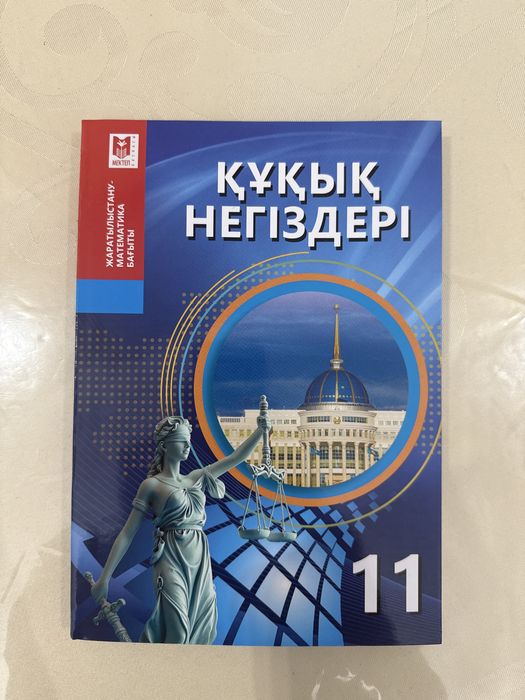 МЕКТЕП
ЖАРАТЫЛЫСТАНУ-
МАТЕМАТИКА
БАҒЫТЫ
ҚҰҚЫҚ
НЕГІЗДЕРІ
11